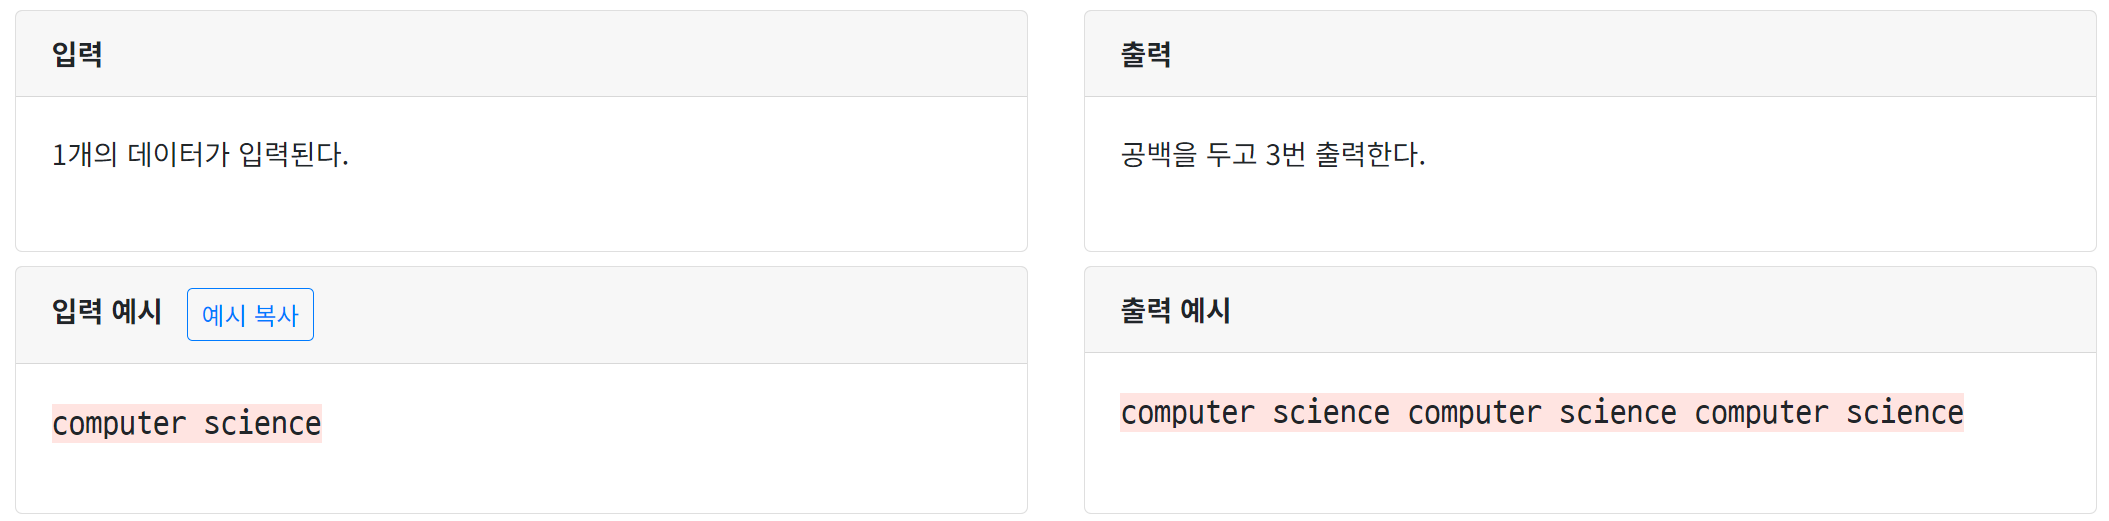 입력
1개의 데이터가 입력된다.
출력
공백을 두고 3번 출력한다.
입력 예시 예시 복사
computer science
출력 예시
computer science computer science computer science